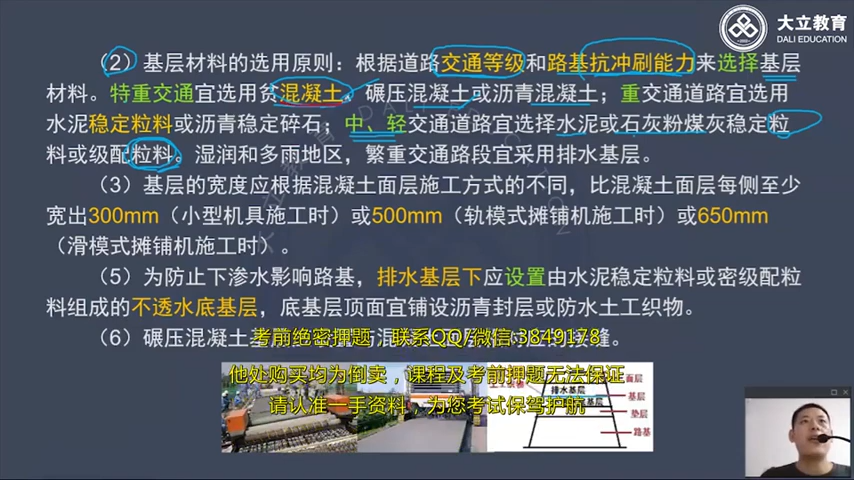 大立教育
DALI EDUCATION
（2）基层材料的选用原则：根据道路交通等级和路基抗冲刷能力来选择基层
材料。特重交通宜选用贫混凝土、碾压混凝土或沥青混凝土；重交通道路宜选用
水泥稳定粒料或沥青稳定碎石；中、轻交通道路宜选择水泥或石灰粉煤灰稳定粒
料或级配粒料。湿润和多雨地区，繁重交通路段宜采用排水基层。
（3）基层的宽度应根据混凝土面层施工方式的不同，比混凝土面层每侧至少
宽出300mm（小型机具施工时）或500mm（轨模式摊铺机施工时）或650mm
（滑模式摊铺机施工时）。
（5）为防止下渗水影响路基，排水基层下应设置由水泥稳定粒料或密级配粒
料组成的不透水底基层，底基层顶面宜铺设沥青封层或防水土工织物。
（6）碾压混凝土基
考前绝密押题，联系QQ/微信:3849178
他处购买均为倒卖，课程及考前押题无法保证
请认准一手资料，为您考试保驾护航
面层
排水基层
基层
垫层
路基